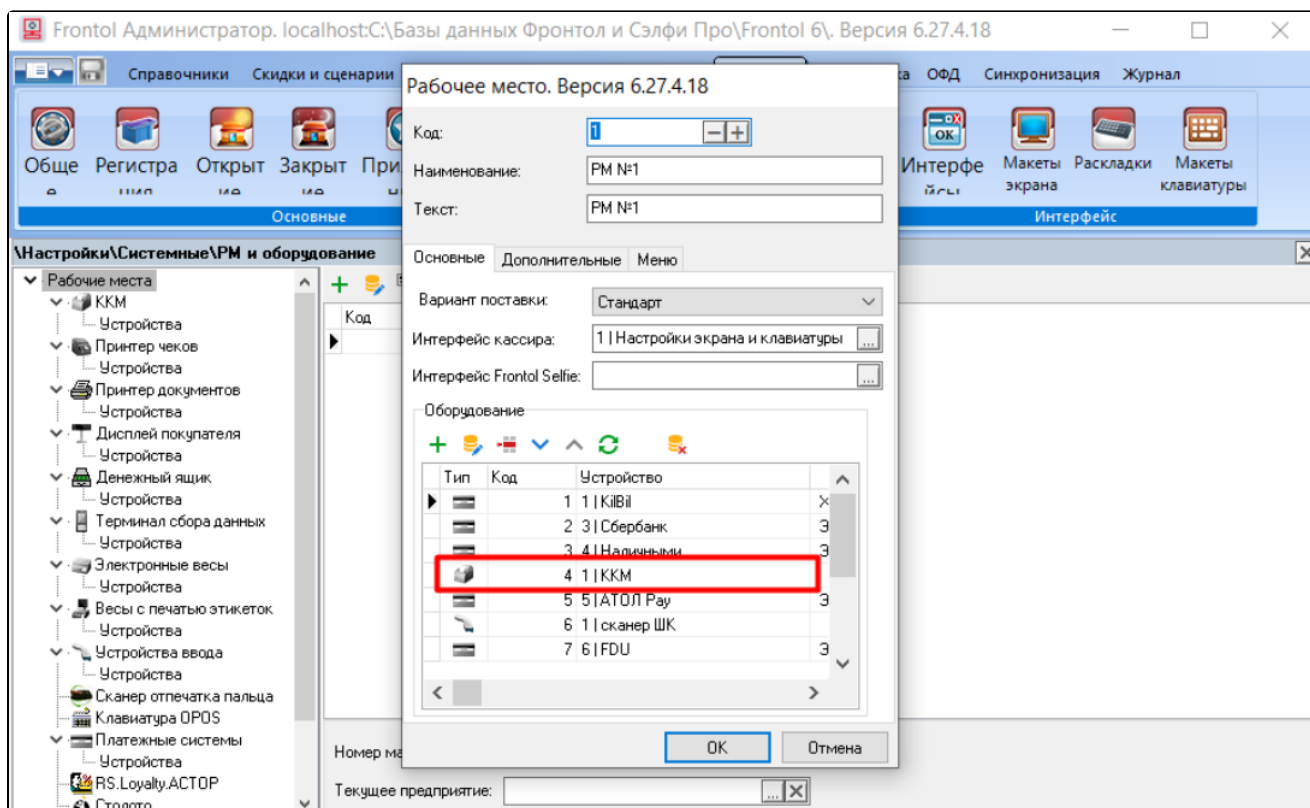 Frontol Администратор. localhost:C:\Базы данных Фронтол и Сэлфи Про\Frontol 6\. Версия 6.27.4.18
Справочники Скидки и сценарии ОФД Синхронизация Журнал
Обще Регистра Открыт Закрыт
Интерфе Макеты экрана Раскладки Макеты клавиатуры
Основные Интерфейс
\Настройки\Системные\РМ и оборудование
Рабочие места
ККМ
Устройства
Принтер чеков
Устройства
Принтер документов
Устройства
Дисплей покупателя
Устройства
Денежный ящик
Устройства
Терминал сбора данных
Устройства
Электронные весы
Устройства
Весы с печатью этикеток
Устройства
Устройства ввода
Устройства
Сканер отпечатка пальца
Клавиатура OPOS
Платежные системы
Устройства
RS.Loyalty.АСТОР
Столото
Код
Рабочее место. Версия 6.27.4.18
Код: 1
Наименование: РМ №1
Текст: РМ №1
Основные Дополнительные Меню
Вариант поставки: Стандарт
Интерфейс кассира: 1 | Настройки экрана и клавиатуры ...
Интерфейс Frontol Selfie: ...
Оборудование
Тип Код Устройство
1 1 | KilBil
2 3 | Сбербанк Э
3 4 | Наличными Э
4 1 | ККМ
5 5 | АТОЛ Pay Э
6 1 | сканер ШК
7 6 | FDU Э
OK Отмена
Номер
Текущее предприятие: ...